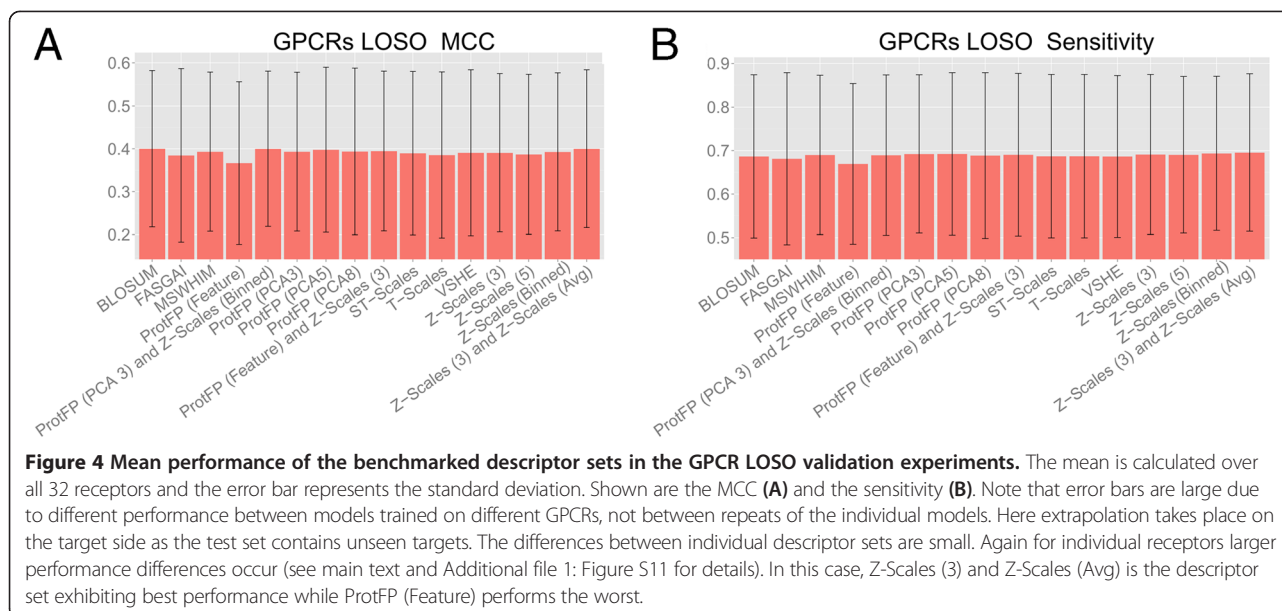 A
GPCRs LOSO MCC
0.6
0.5
0.4
0.3
0.2
BLOSUM
FASGAI
MSWHIM
ProtFP (Feature)
ProtFP (PCA 3) and Z-Scales (Binned)
ProtFP (PCA3)
ProtFP (PCA5)
ProtFP (PCA8)
ProtFP (Feature) and Z-Scales (3)
ST-Scales
T-Scales
VSHE
Z-Scales (3)
Z-Scales (5)
Z-Scales (Binned)
Z-Scales (3) and Z-Scales (Avg)
B
GPCRs LOSO Sensitivity
0.9
0.8
0.7
0.6
0.5
BLOSUM
FASGAI
MSWHIM
ProtFP (Feature)
ProtFP (PCA 3) and Z-Scales (Binned)
ProtFP (PCA3)
ProtFP (PCA5)
ProtFP (PCA8)
ProtFP (Feature) and Z-Scales (3)
ST-Scales
T-Scales
VSHE
Z-Scales (3)
Z-Scales (5)
Z-Scales (Binned)
Z-Scales (3) and Z-Scales (Avg)
Figure 4 Mean performance of the benchmarked descriptor sets in the GPCR LOSO validation experiments. The mean is calculated over
all 32 receptors and the error bar represents the standard deviation. Shown are the MCC (A) and the sensitivity (B). Note that error bars are large due
to different performance between models trained on different GPCRs, not between repeats of the individual models. Here extrapolation takes place on
the target side as the test set contains unseen targets. The differences between individual descriptor sets are small. Again for individual receptors larger
performance differences occur (see main text and Additional file 1: Figure S11 for details). In this case, Z-Scales (3) and Z-Scales (Avg) is the descriptor
set exhibiting best performance while ProtFP (Feature) performs the worst.